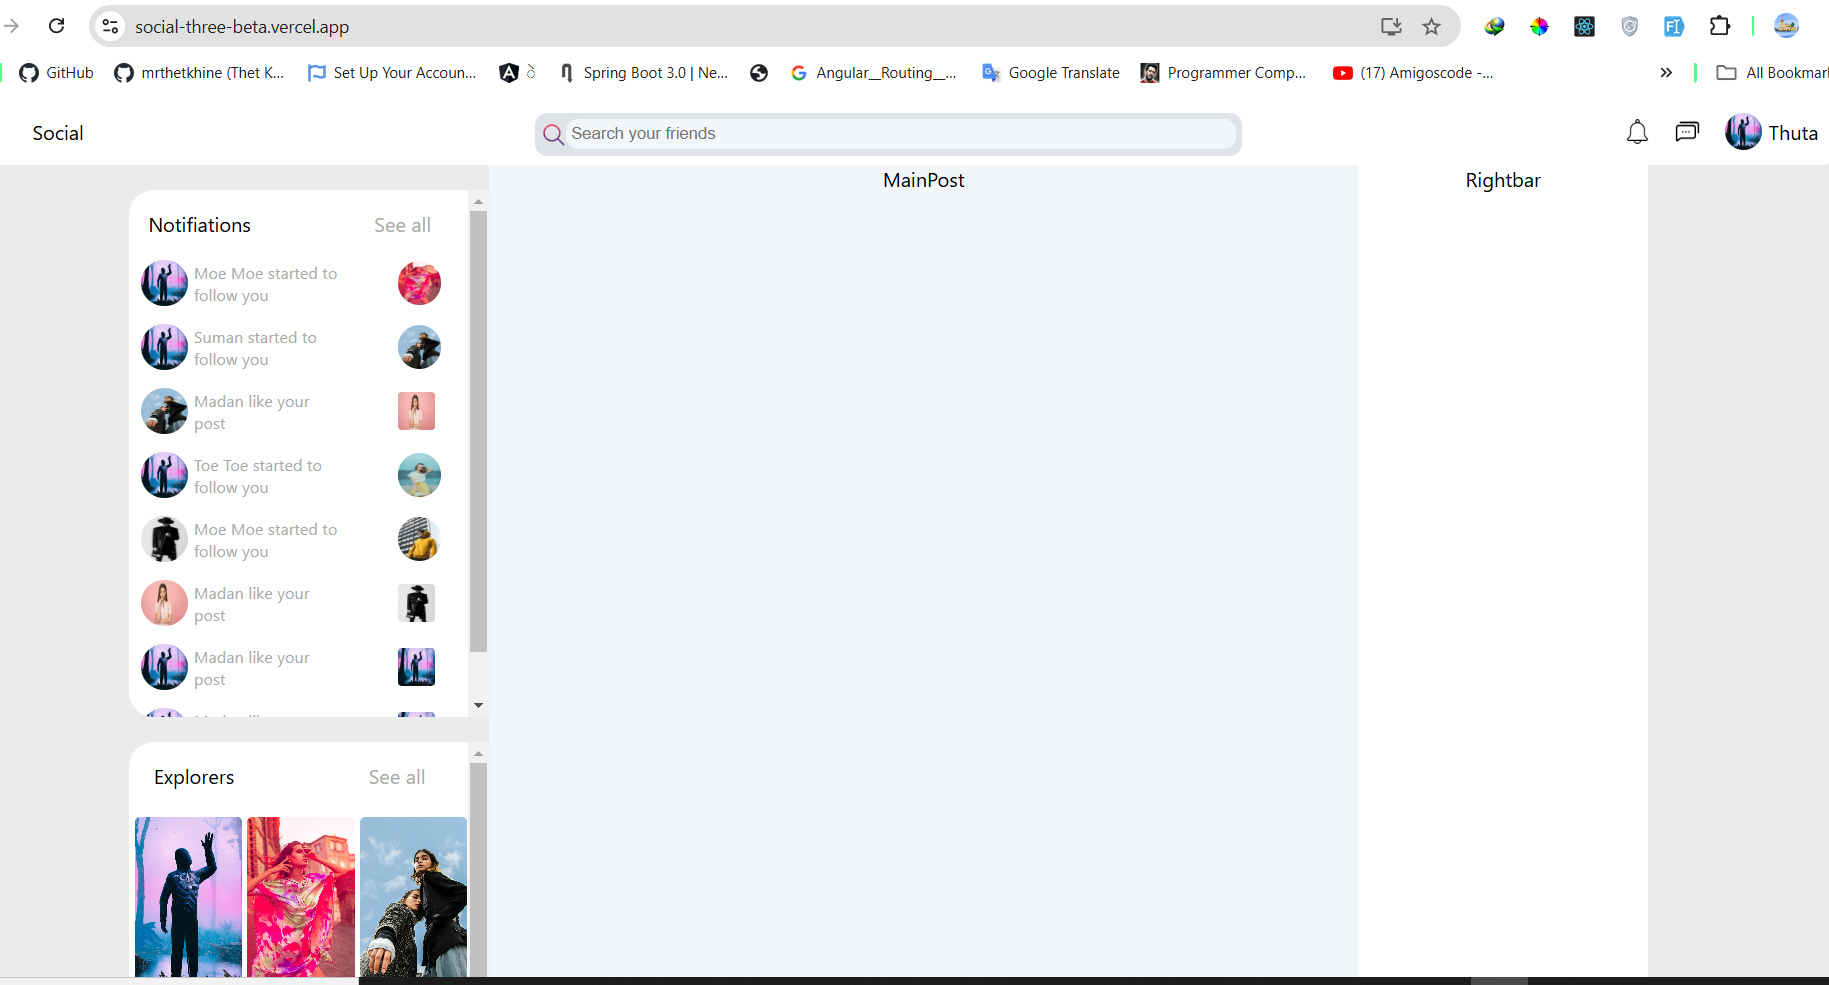 social-three-beta.vercel.app
GitHub
mrthetkhine (Thet K...
Set Up Your Accoun...
Spring Boot 3.0 | Ne...
Angular__Routing__...
Google Translate
Programmer Comp...
(17) Amigoscode -...
All Bookmar
Social
Search your friends
Thuta
MainPost
Rightbar
Notifiations
See all
Moe Moe started to
follow you
Suman started to
follow you
Madan like your
post
Toe Toe started to
follow you
Moe Moe started to
follow you
Madan like your
post
Madan like your
post
Explorers
See all